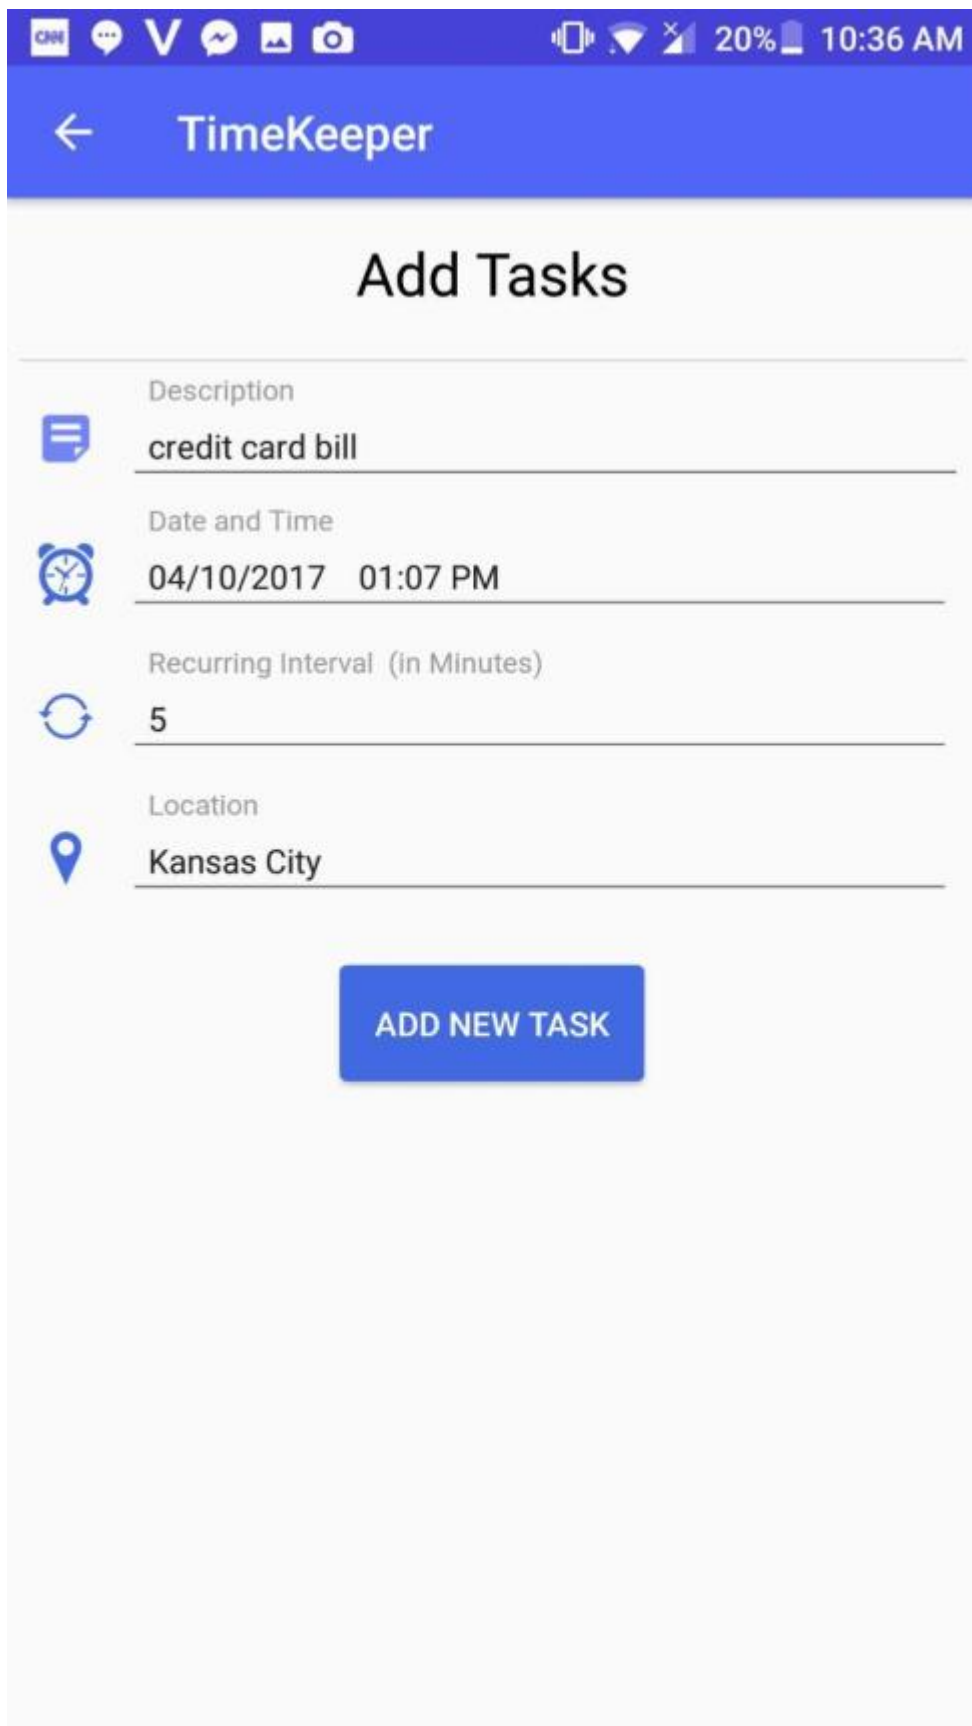 CNN 20% 10:36 AM
TimeKeeper
Add Tasks
Description
credit card bill
Date and Time
04/10/2017 01:07 PM
Recurring Interval (in Minutes)
5
Location
Kansas City
ADD NEW TASK